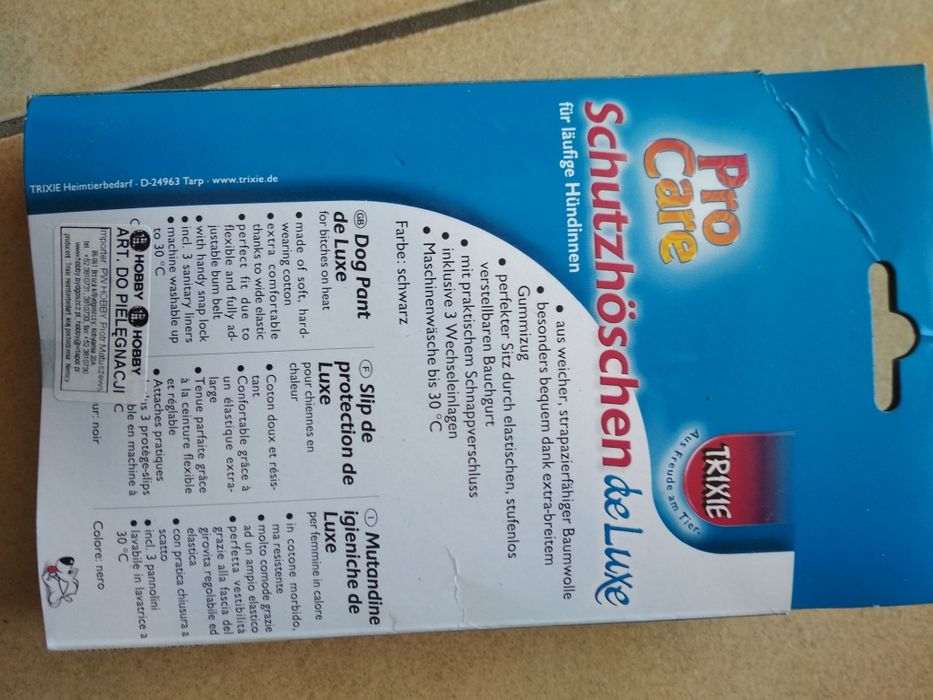 Pro
Care
TRIXIE
Aus Freude am Tier
Schutzhöschen de Luxe
für läufige Hündinnen
• aus weicher, strapazierfähiger Baumwolle
• besonders bequem dank extra-breitem
Gummizug
• perfekter Sitz durch elastischen, stufenlos
verstellbaren Bauchgurt
• mit praktischem Schnappverschluss
• inklusive 3 Wechseleinlagen
• Maschinenwäsche bis 30 °C
Farbe: schwarz
GB Dog Pant
de Luxe
for bitches on heat
• made of soft, hard-
wearing cotton
• extra comfortable
thanks to wide elastic
• perfect fit due to
flexible and fully ad-
justable bum belt
• with handy snap lock
• incl. 3 sanitary liners
• machine washable up
to 30 °C
F Slip de
protection de
Luxe
pour chiennes en
chaleur
• Coton doux et résis-
tant
• Confortable grâce à
un élastique extra-
large
• Tenue parfaite grâce
à la ceinture flexible
et réglable
• Attaches pratiques
3 protège-slips
ble en machine à
C
ur: noir
I Mutandine
igieniche de
Luxe
per femmine in calore
• in cotone morbido,
ma resistente
• molto comode grazie
ad un ampio elastico
• perfetta vestibilità
grazie alla fascia del
girovita regolabile ed
elastica
• con pratica chiusura a
scatto
• incl. 3 pannolini
• lavabile in lavatrice a
30 °C
Colore: nero
HOBBY HOBBY
ART. DO PIELĘGNACJI
Importer: PW HOBBY Piotr Matuszewski
TRIXIE Heimtierbedarf · D-24963 Tarp · www.trixie.de